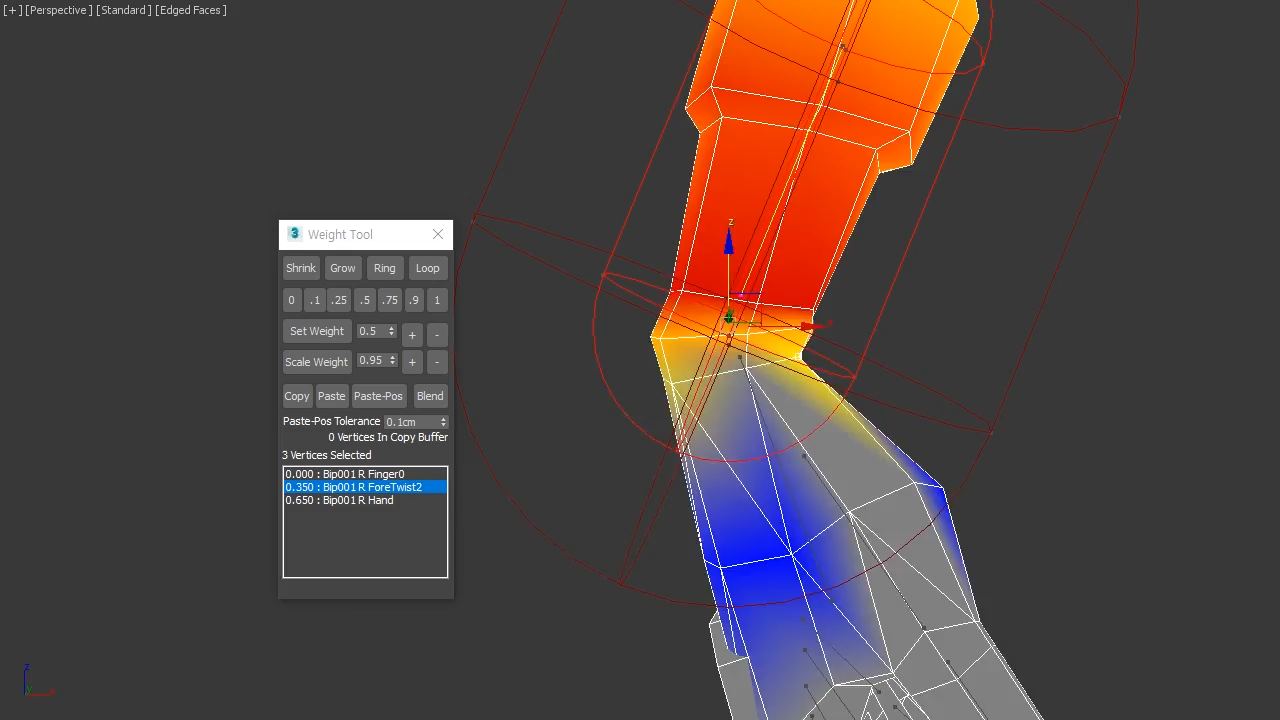 [+] [Perspective] [Standard] [Edged Faces]
3 Weight Tool
Shrink Grow Ring Loop
0 .1 .25 .5 .75 .9 1
Set Weight 0.5 + -
Scale Weight 0.95 + -
Copy Paste Paste-Pos Blend
Paste-Pos Tolerance 0.1cm
0 Vertices In Copy Buffer
3 Vertices Selected
0.000 : Bip001 R Finger0
0.350 : Bip001 R ForeTwist2
0.650 : Bip001 R Hand
z
x
z
y
x